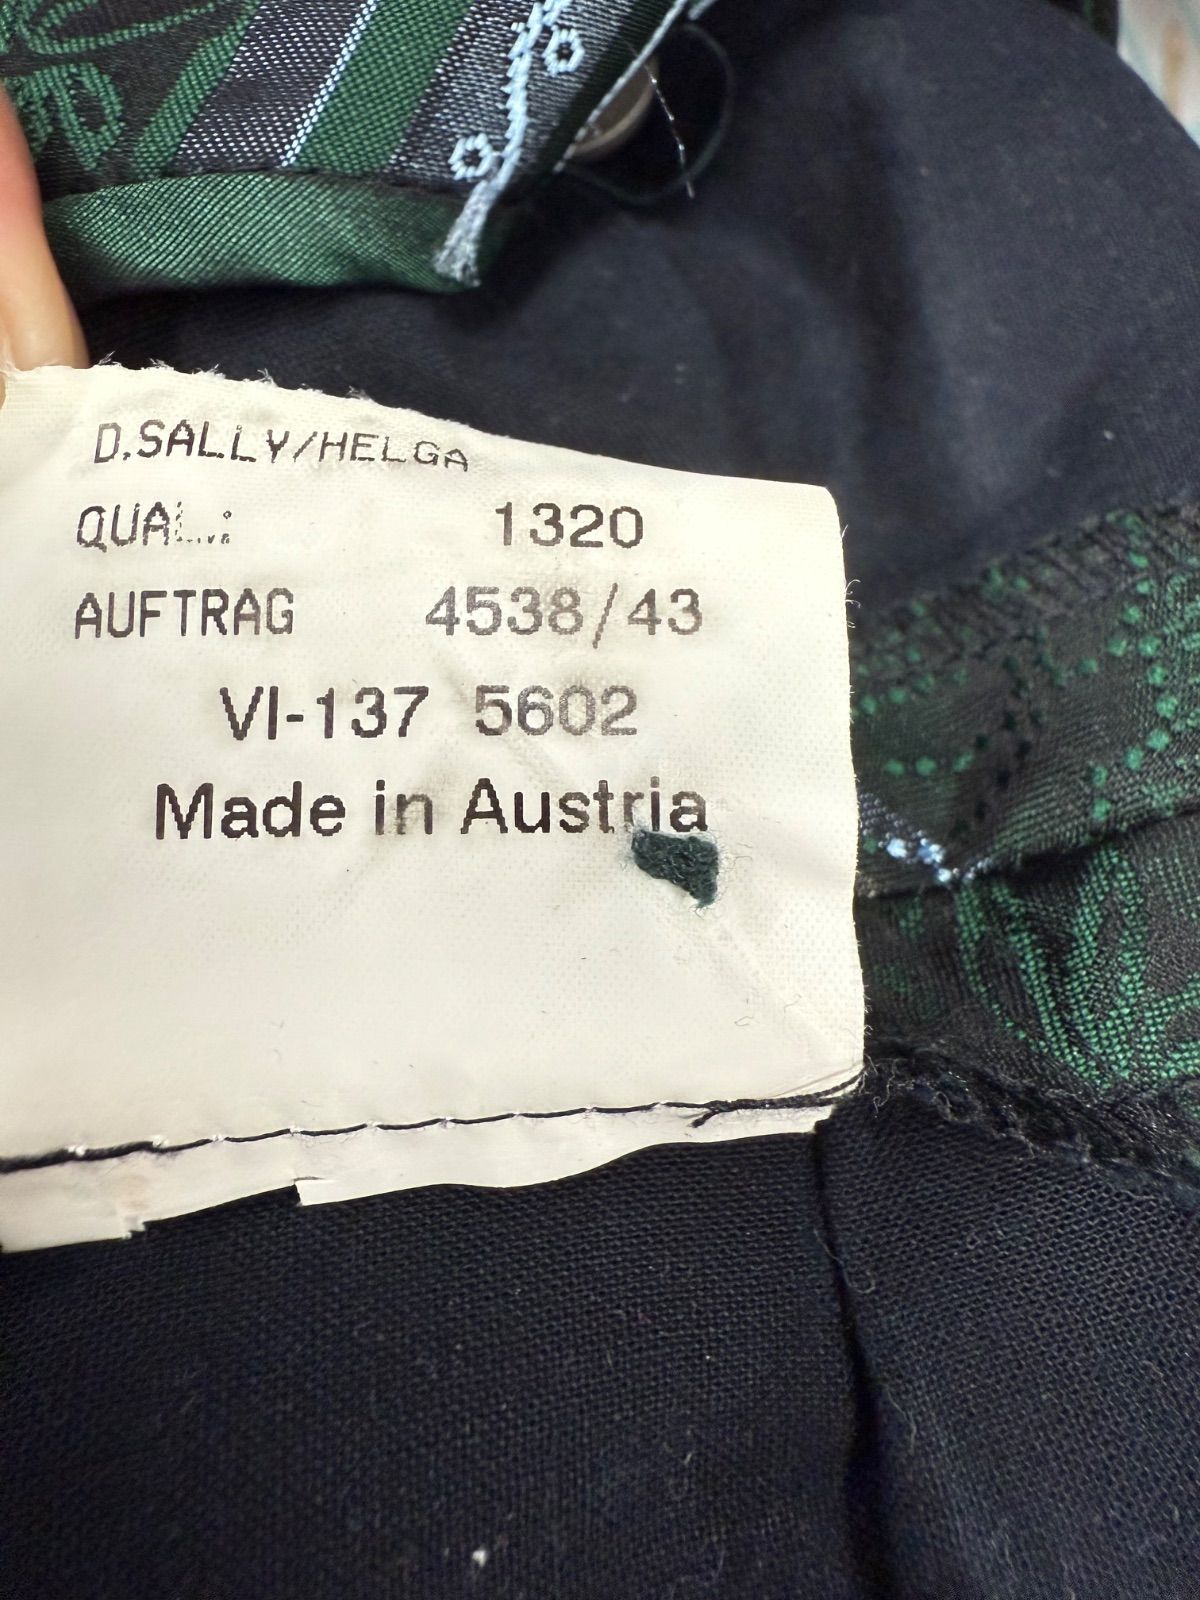 D.SALLY/HELGA
QUAL.: 1320
AUFTRAG 4538/43
VI-137 5602
Made in Austria